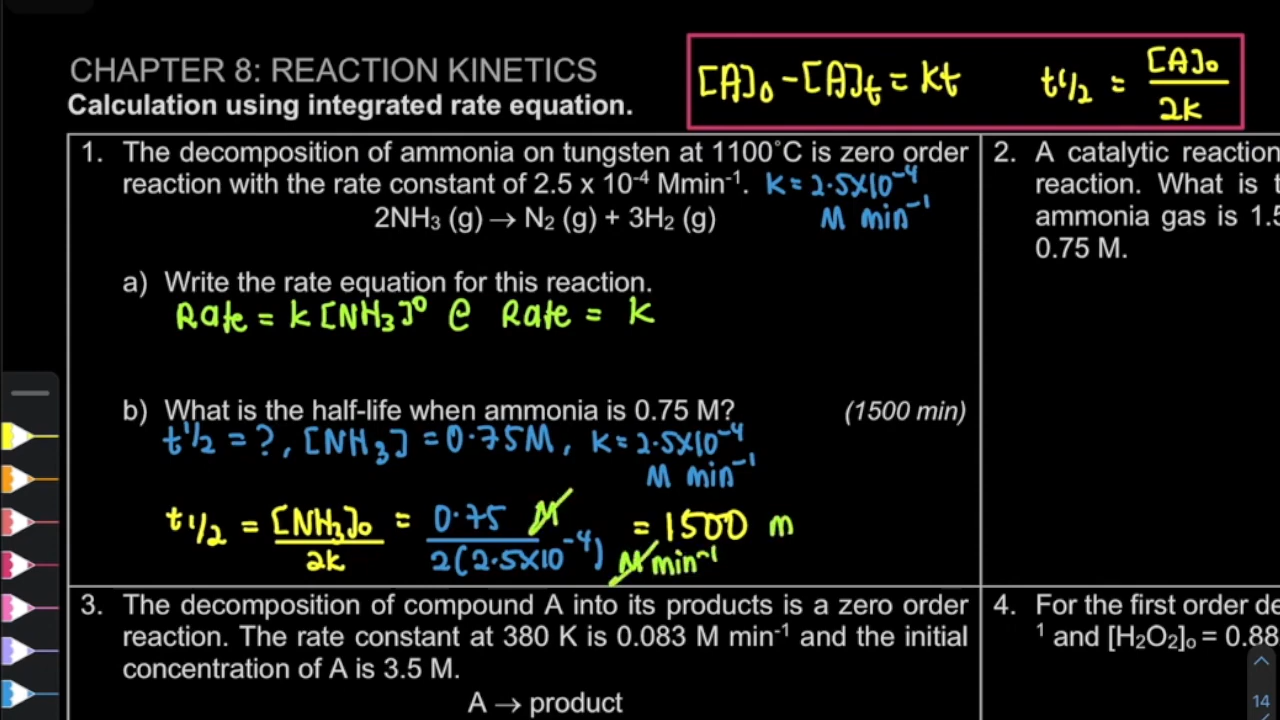 CHAPTER 8: REACTION KINETICS
Calculation using integrated rate equation.
[A]₀ - [A]t = kt
t1/2 = [A]₀ / 2k
1. The decomposition of ammonia on tungsten at 1100°C is zero order
reaction with the rate constant of 2.5 x 10⁻⁴ Mmin⁻¹. k = 2.5x10⁻⁴
M min⁻¹
2NH₃ (g) → N₂ (g) + 3H₂ (g)
a) Write the rate equation for this reaction.
Rate = k [NH₃]⁰ @ Rate = k
b) What is the half-life when ammonia is 0.75 M? (1500 min)
t1/2 = ?, [NH₃] = 0.75M, k = 2.5x10⁻⁴
M min⁻¹
t1/2 = [NH₃]₀ / 2k = 0.75 M / 2(2.5x10⁻⁴) M min⁻¹ = 1500 m
2. A catalytic reaction
reaction. What is t
ammonia gas is 1.5
0.75 M.
3. The decomposition of compound A into its products is a zero order
reaction. The rate constant at 380 K is 0.083 M min⁻¹ and the initial
concentration of A is 3.5 M.
A → product
4. For the first order de
¹ and [H₂O₂]₀ = 0.88
14